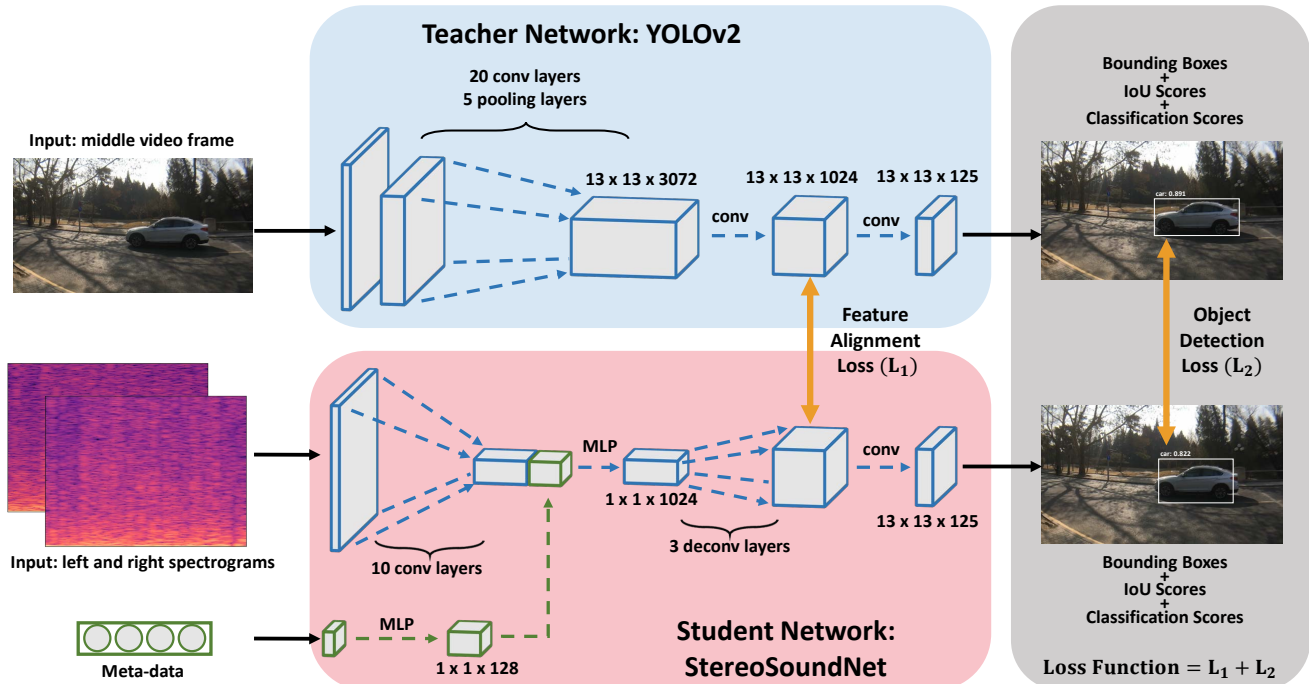 Teacher Network: YOLOv2
20 conv layers
5 pooling layers
Input: middle video frame
13 x 13 x 3072
13 x 13 x 1024
13 x 13 x 125
conv
conv
Bounding Boxes
+
IoU Scores
+
Classification Scores
car: 0.891
Feature
Alignment
Loss (L₁)
Object
Detection
Loss (L₂)
Input: left and right spectrograms
10 conv layers
MLP
1 x 1 x 1024
3 deconv layers
conv
13 x 13 x 125
car: 0.822
Bounding Boxes
+
IoU Scores
+
Classification Scores
Meta-data
MLP
1 x 1 x 128
Student Network:
StereoSoundNet
Loss Function = L₁ + L₂